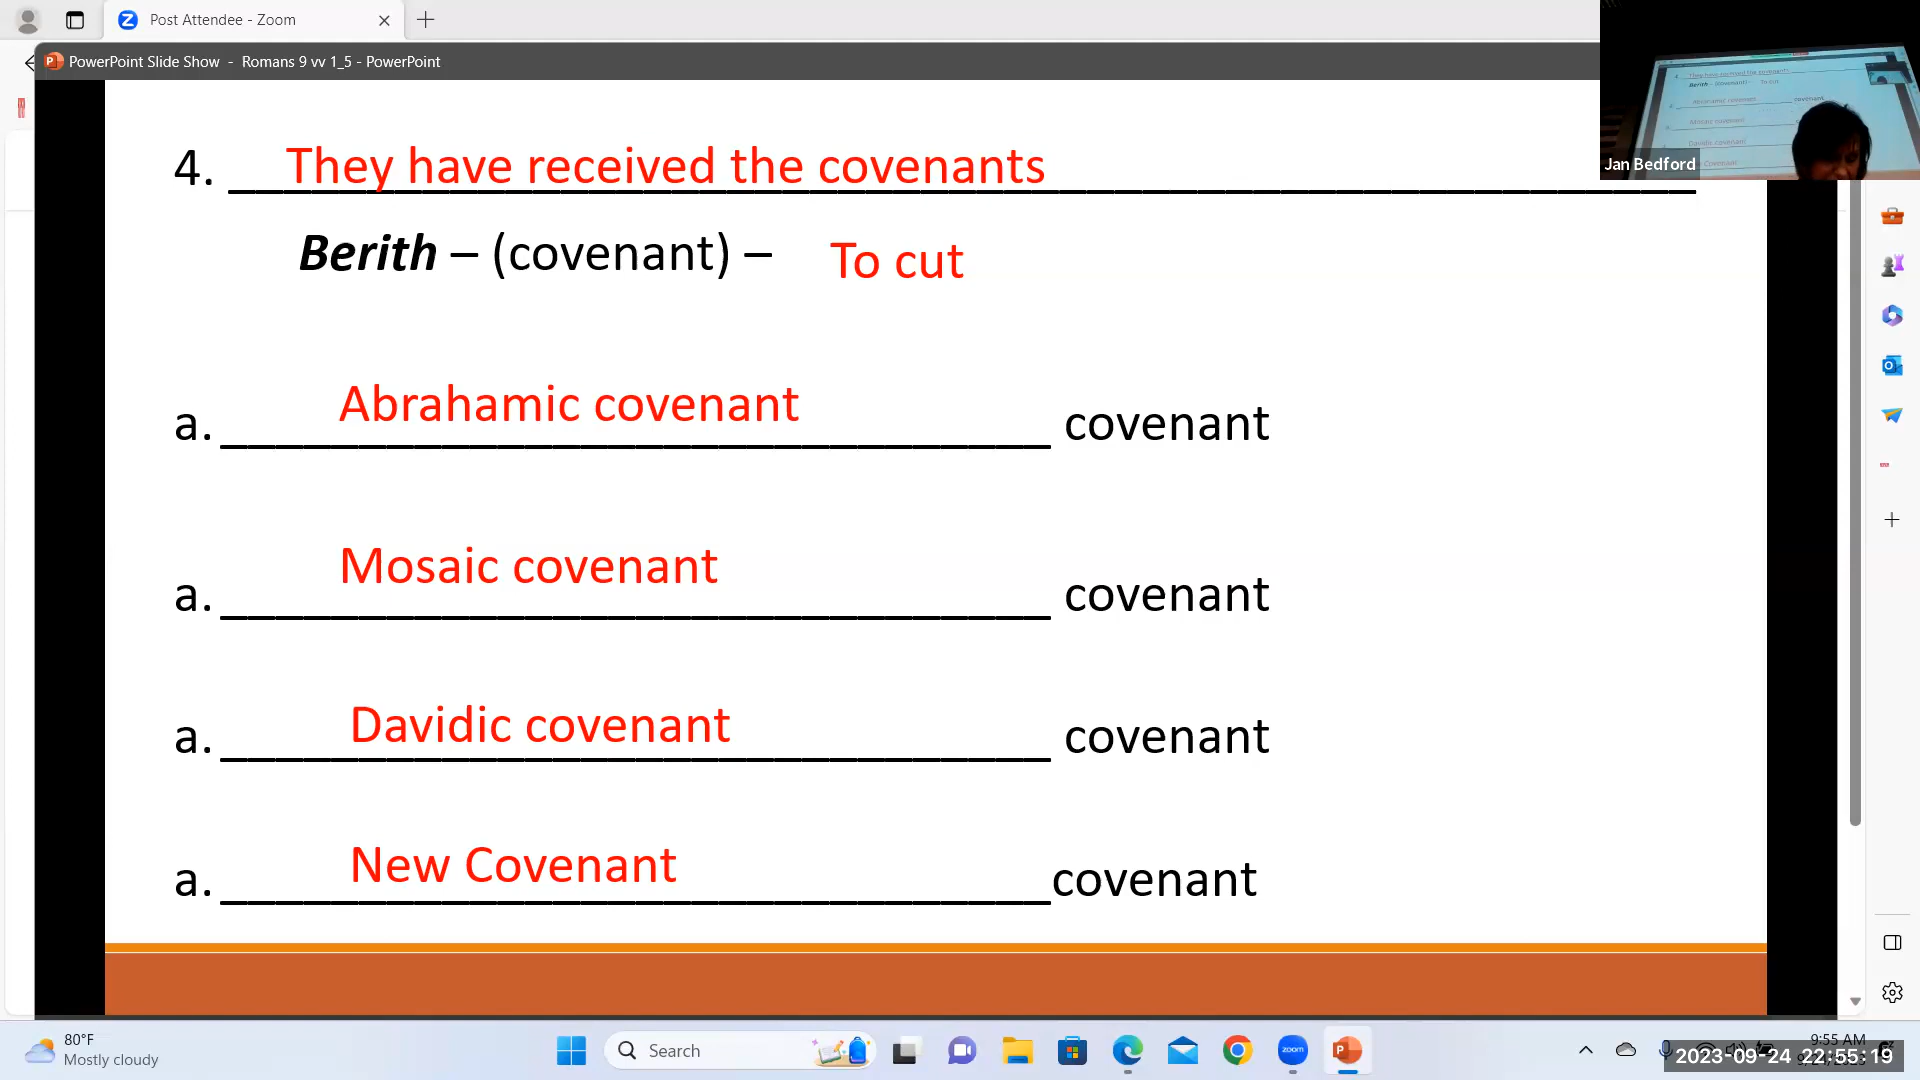 Post Attendee - Zoom
PowerPoint Slide Show - Romans 9 vv 1_5 - PowerPoint
4. They have received the covenants
Jan Bedford
Berith – (covenant) – To cut
a. Abrahamic covenant covenant
a. Mosaic covenant covenant
a. Davidic covenant covenant
a. New Covenant covenant
80°F
Mostly cloudy
Search
zoom
9:55 AM
2023-09-24 22:55:19